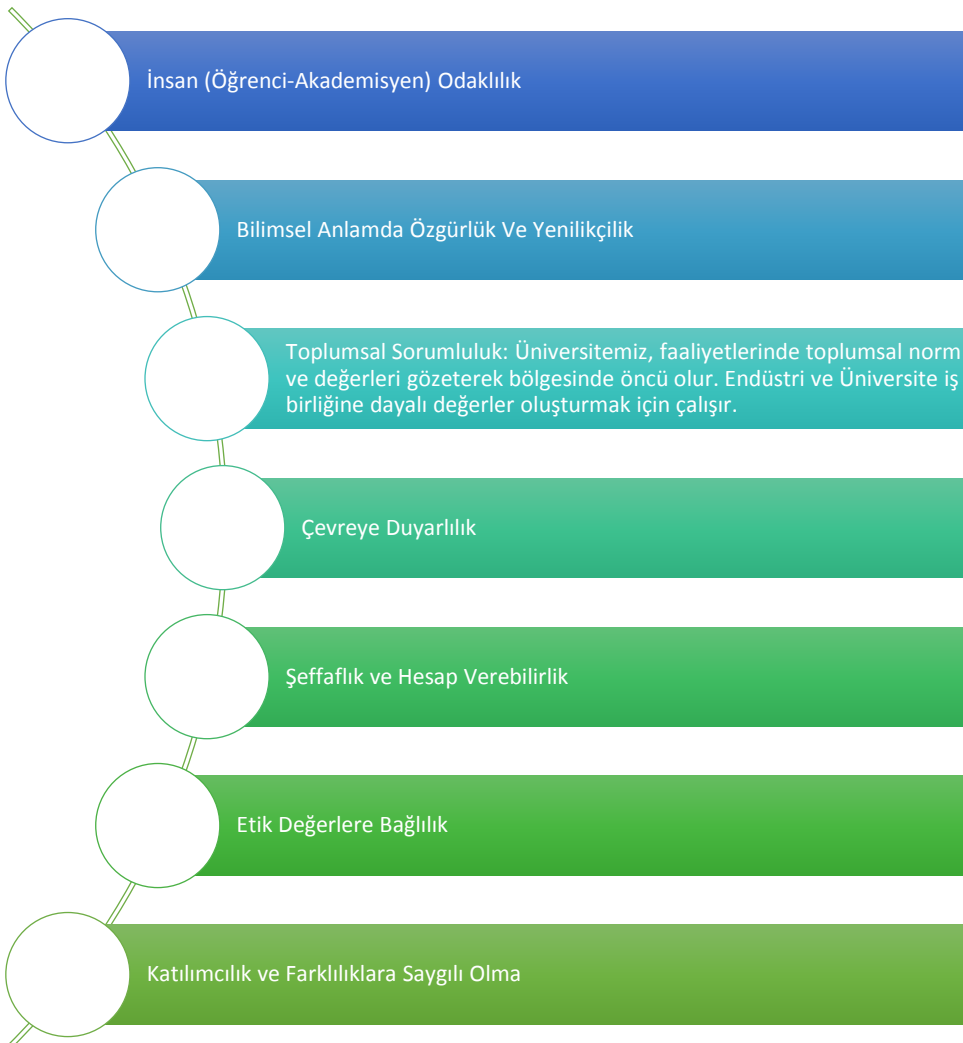 İnsan (Öğrenci-Akademisyen) Odaklılık
Bilimsel Anlamda Özgürlük Ve Yenilikçilik
Toplumsal Sorumluluk: Üniversitemiz, faaliyetlerinde toplumsal norm
ve değerleri gözeterek bölgesinde öncü olur. Endüstri ve Üniversite iş
birliğine dayalı değerler oluşturmak için çalışır.
Çevreye Duyarlılık
Şeffaflık ve Hesap Verebilirlik
Etik Değerlere Bağlılık
Katılımcılık ve Farklılıklara Saygılı Olma